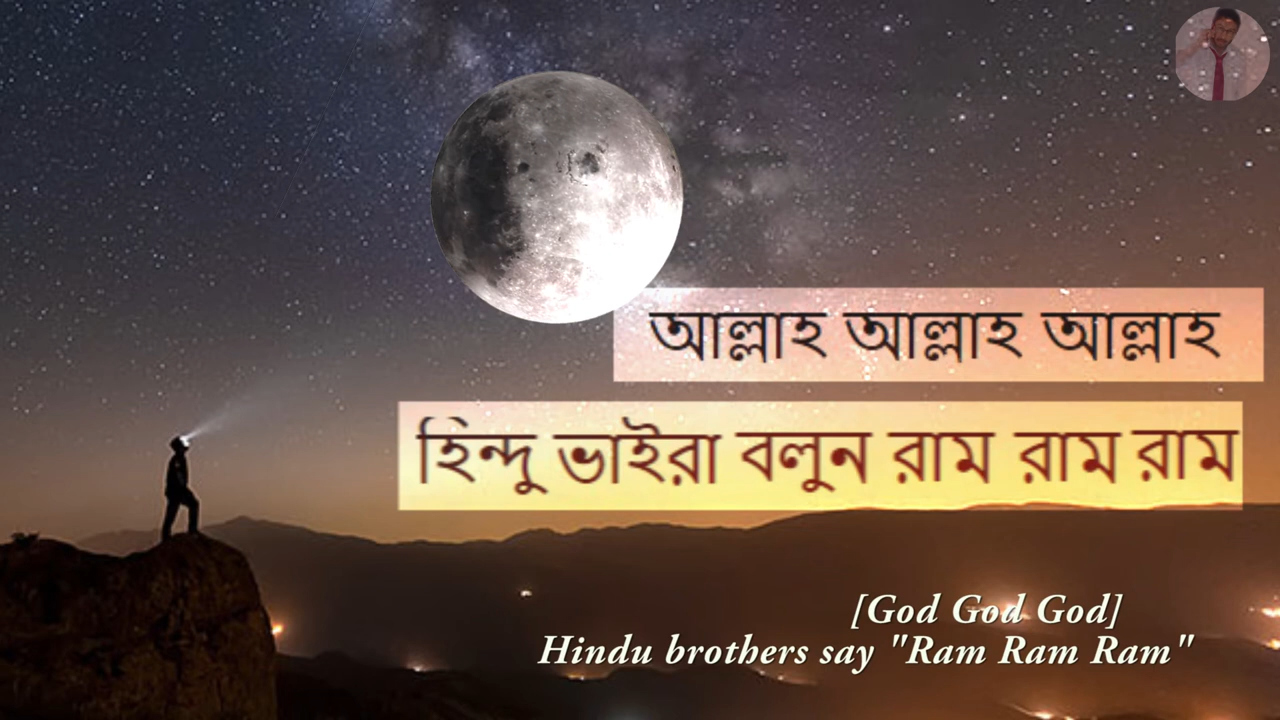 আল্লাহ আল্লাহ আল্লাহ
হিন্দু ভাইরা বলুন রাম রাম রাম
[God God God]
Hindu brothers say "Ram Ram Ram"